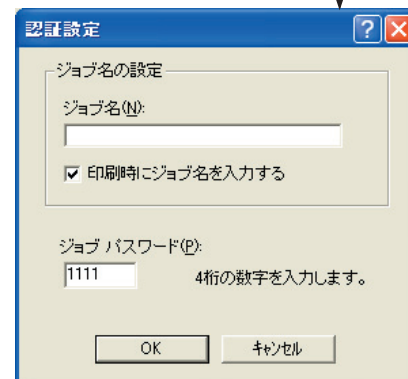 認証設定
ジョブ名の設定
ジョブ名(N):
印刷時にジョブ名を入力する
ジョブ パスワード(P):
1111 4桁の数字を入力します。
OK キャンセル